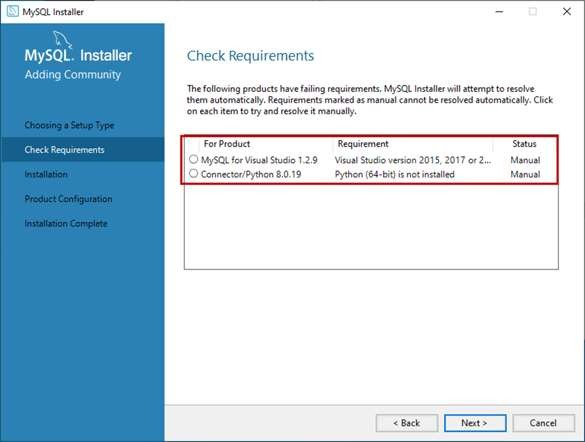 MySQL Installer
MySQL. Installer
Adding Community
Choosing a Setup Type
Check Requirements
Installation
Product Configuration
Installation Complete
Check Requirements
The following products have failing requirements. MySQL Installer will attempt to resolve
them automatically. Requirements marked as manual cannot be resolved automatically. Click
on each item to try and resolve it manually.
For Product Requirement Status
MySQL for Visual Studio 1.2.9 Visual Studio version 2015, 2017 or 2... Manual
Connector/Python 8.0.19 Python (64-bit) is not installed Manual
< Back Next > Cancel